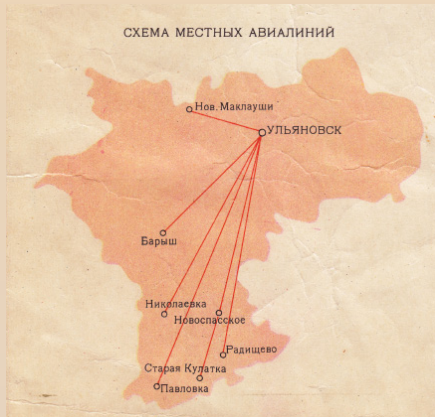 СХЕМА МЕСТНЫХ АВИАЛИНИЙ
Нов. Маклауши
УЛЬЯНОВСК
Барыш
Николаевка
Новоспасское
Радищево
Старая Кулатка
Павловка